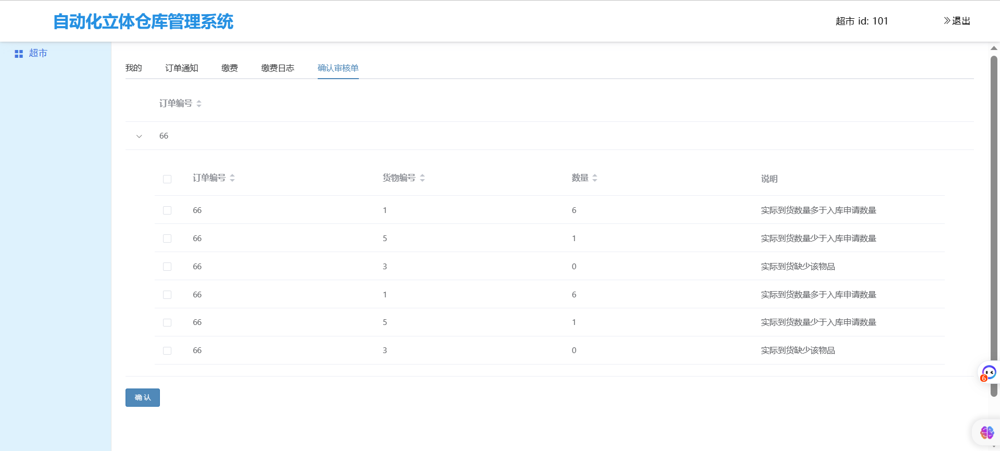 自动化立体仓库管理系统
超市 id: 101
退出
超市
我的 订单通知 缴费 缴费日志 确认审核单
订单编号
66
订单编号 货物编号 数量 说明
66 1 6 实际到货数量多于入库申请数量
66 5 1 实际到货数量少于入库申请数量
66 3 0 实际到货缺少该物品
66 1 6 实际到货数量多于入库申请数量
66 5 1 实际到货数量少于入库申请数量
66 3 0 实际到货缺少该物品
6
确认